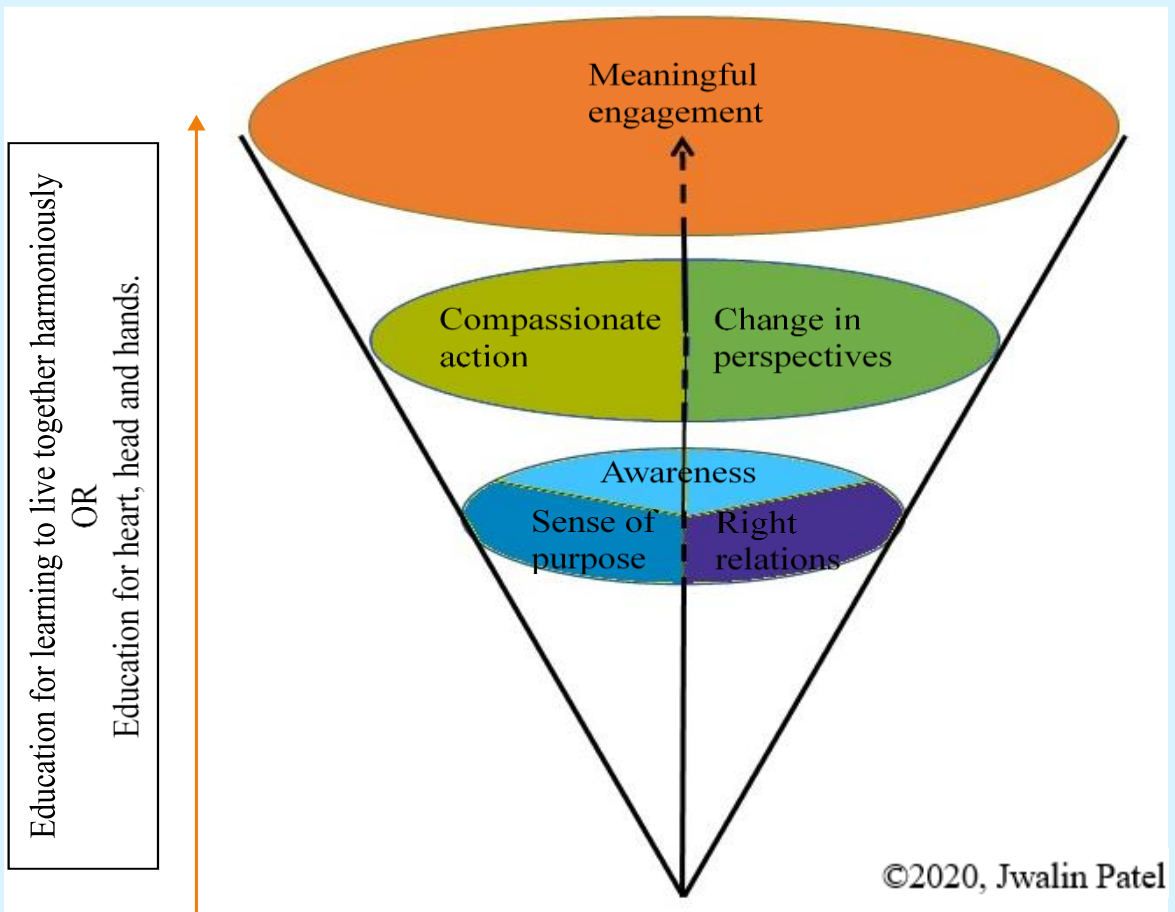 Education for learning to live together harmoniously
OR
Education for heart, head and hands.
Meaningful
engagement
Compassionate
action
Change in
perspectives
Awareness
Sense of
purpose
Right
relations
©2020, Jwalin Patel